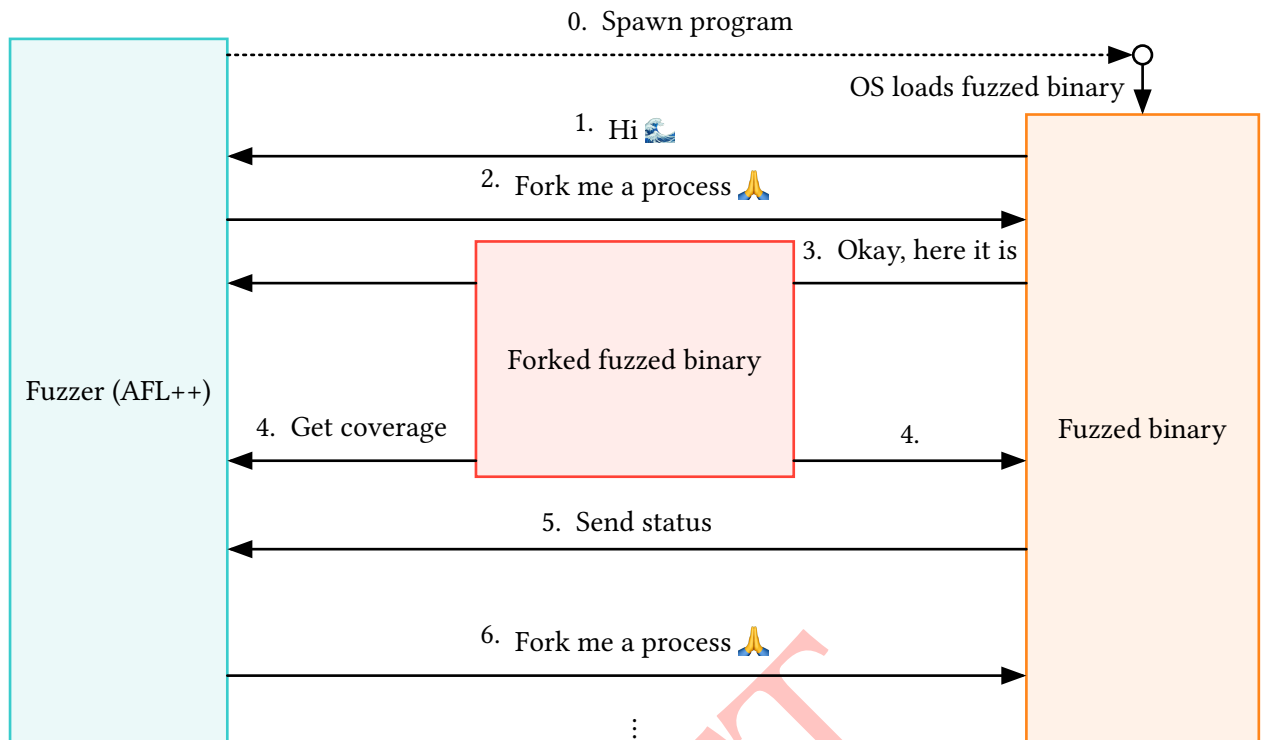 0. Spawn program
OS loads fuzzed binary
1. Hi 🌊
2. Fork me a process 🙏
3. Okay, here it is
Forked fuzzed binary
Fuzzer (AFL++)
4. Get coverage
4.
Fuzzed binary
5. Send status
6. Fork me a process 🙏
⋮
T